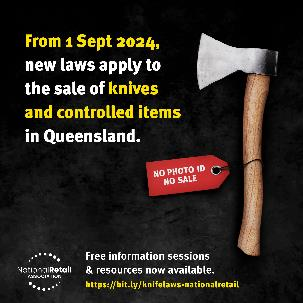 From 1 Sept 2024,
new laws apply to
the sale of knives
and controlled items
in Queensland.
NO PHOTO ID
NO SALE
NationalRetail
ASSOCIATION
Free information sessions
& resources now available.
https://bit.ly/knifelaws-nationalretail